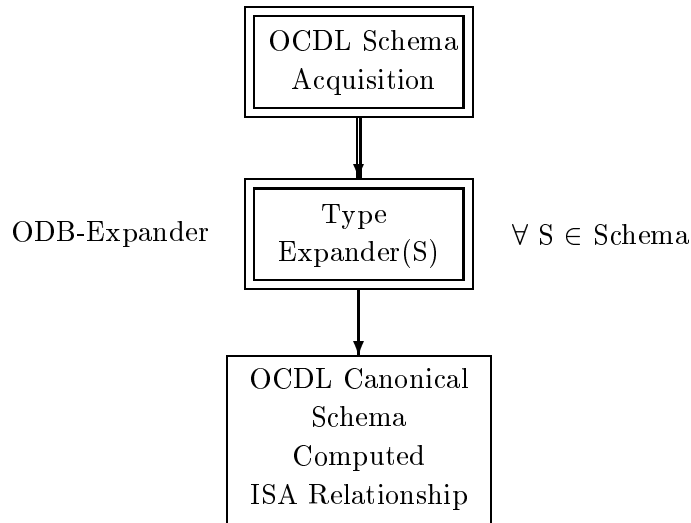 OCDL Schema
Acquisition
ODB-Expander
Type
Expander(S)
∀ S ∈ Schema
OCDL Canonical
Schema
Computed
ISA Relationship